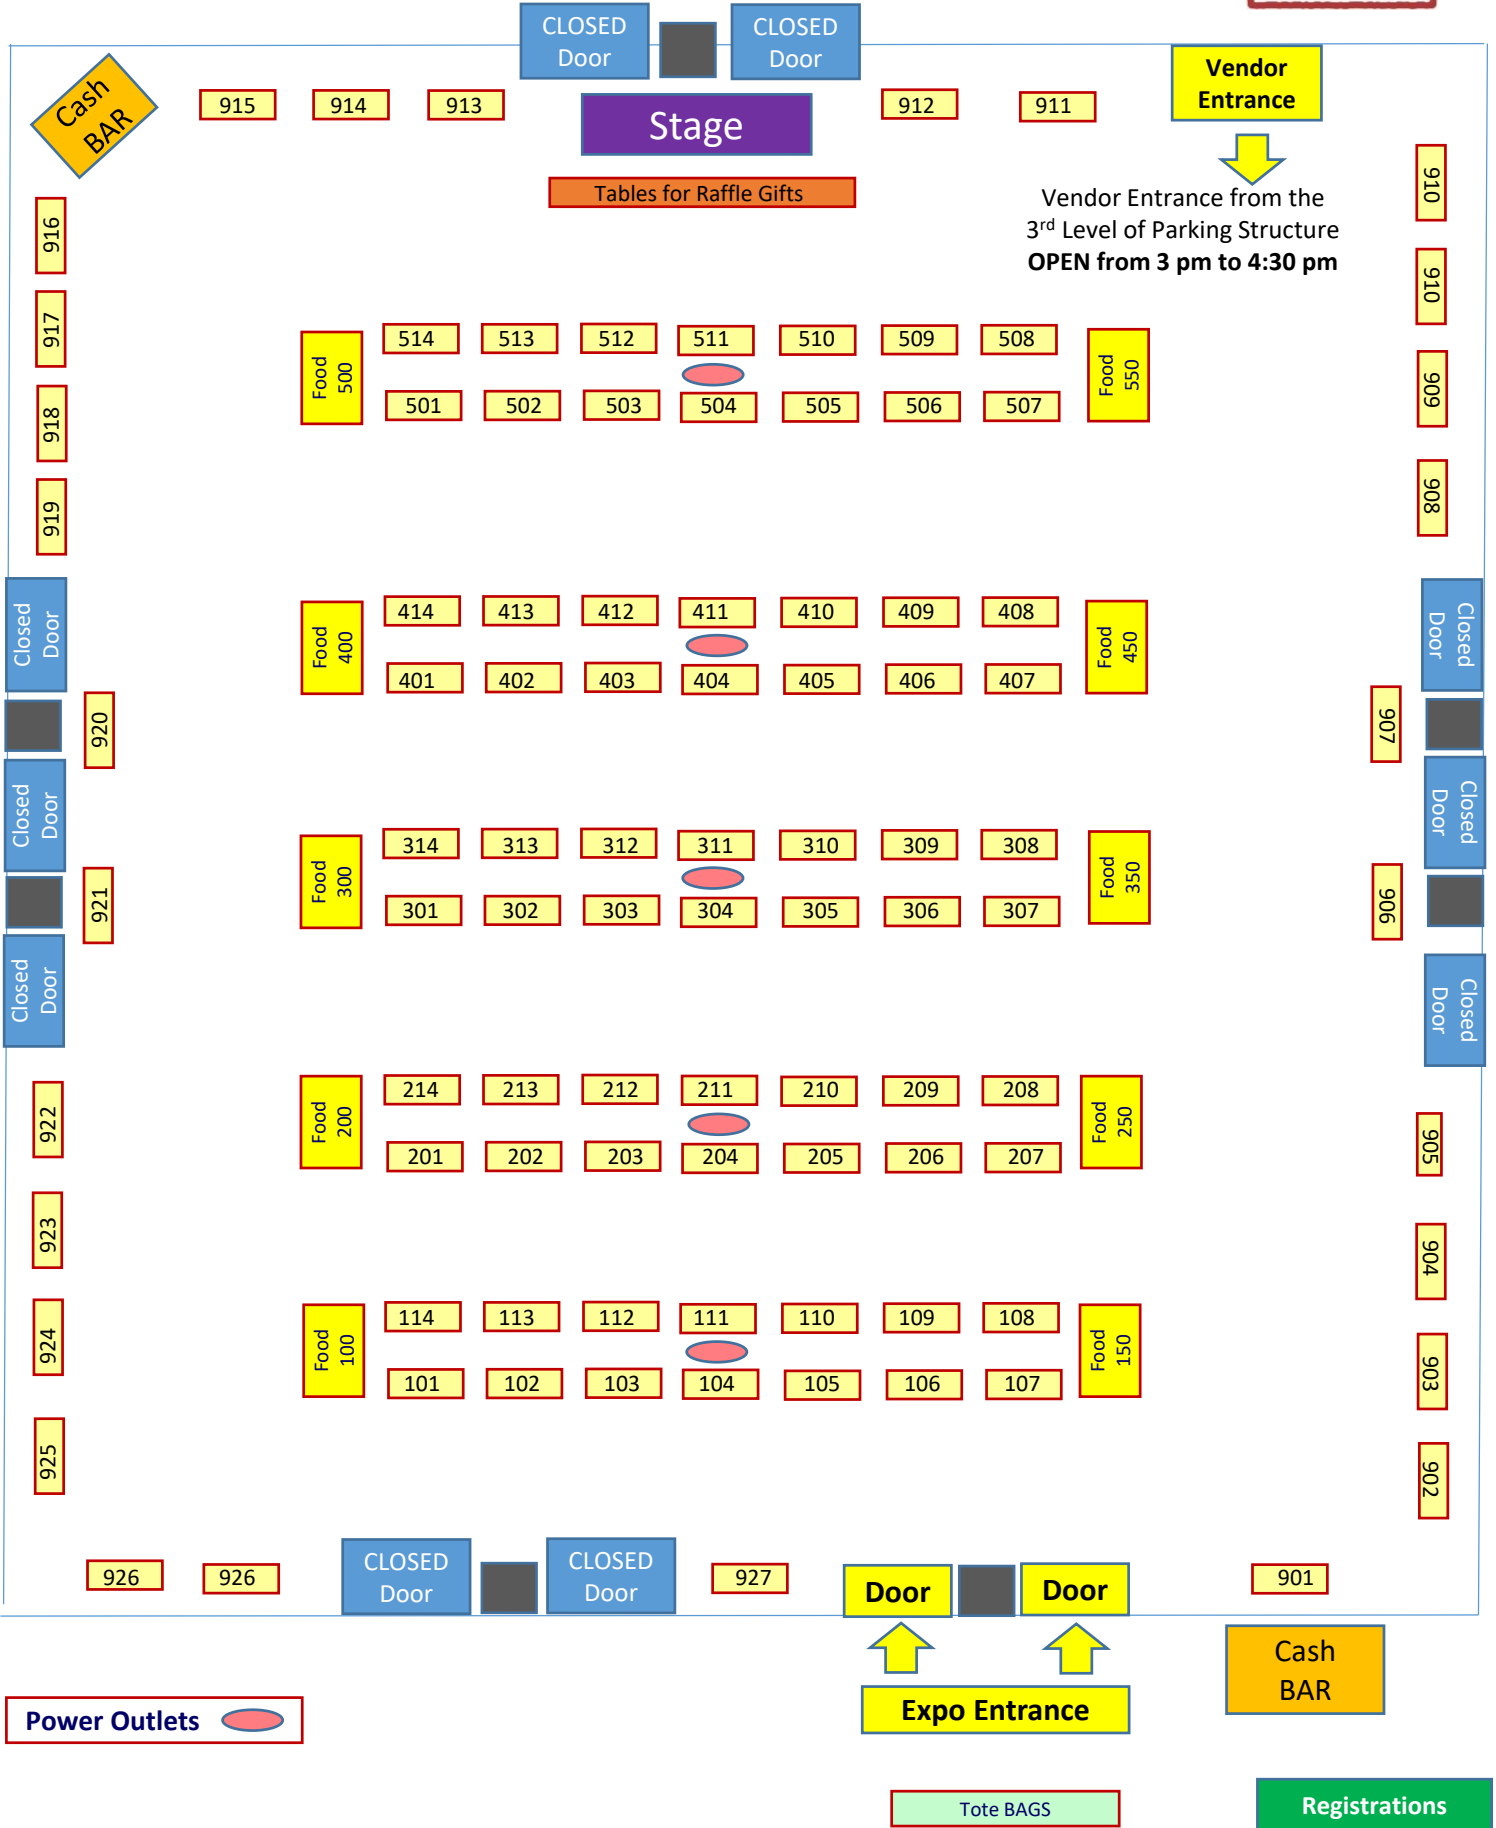 CLOSED
Door
CLOSED
Door
Vendor
Entrance
Cash
BAR
915
914
913
Stage
912
911
Tables for Raffle Gifts
Vendor Entrance from the
3rd Level of Parking Structure
OPEN from 3 pm to 4:30 pm
910
910
909
908
916
917
918
919
Food
500
514
513
512
511
510
509
508
501
502
503
504
505
506
507
Food
550
Closed
Door
Closed
Door
Food
400
414
413
412
411
410
409
408
401
402
403
404
405
406
407
Food
450
920
907
Closed
Door
Closed
Door
Food
300
314
313
312
311
310
309
308
301
302
303
304
305
306
307
Food
350
921
906
Closed
Door
Closed
Door
Food
200
214
213
212
211
210
209
208
201
202
203
204
205
206
207
Food
250
922
923
924
925
905
904
903
902
Food
100
114
113
112
111
110
109
108
101
102
103
104
105
106
107
Food
150
926
926
CLOSED
Door
CLOSED
Door
927
Door
Door
901
Cash
BAR
Expo Entrance
Power Outlets
Tote BAGS
Registrations